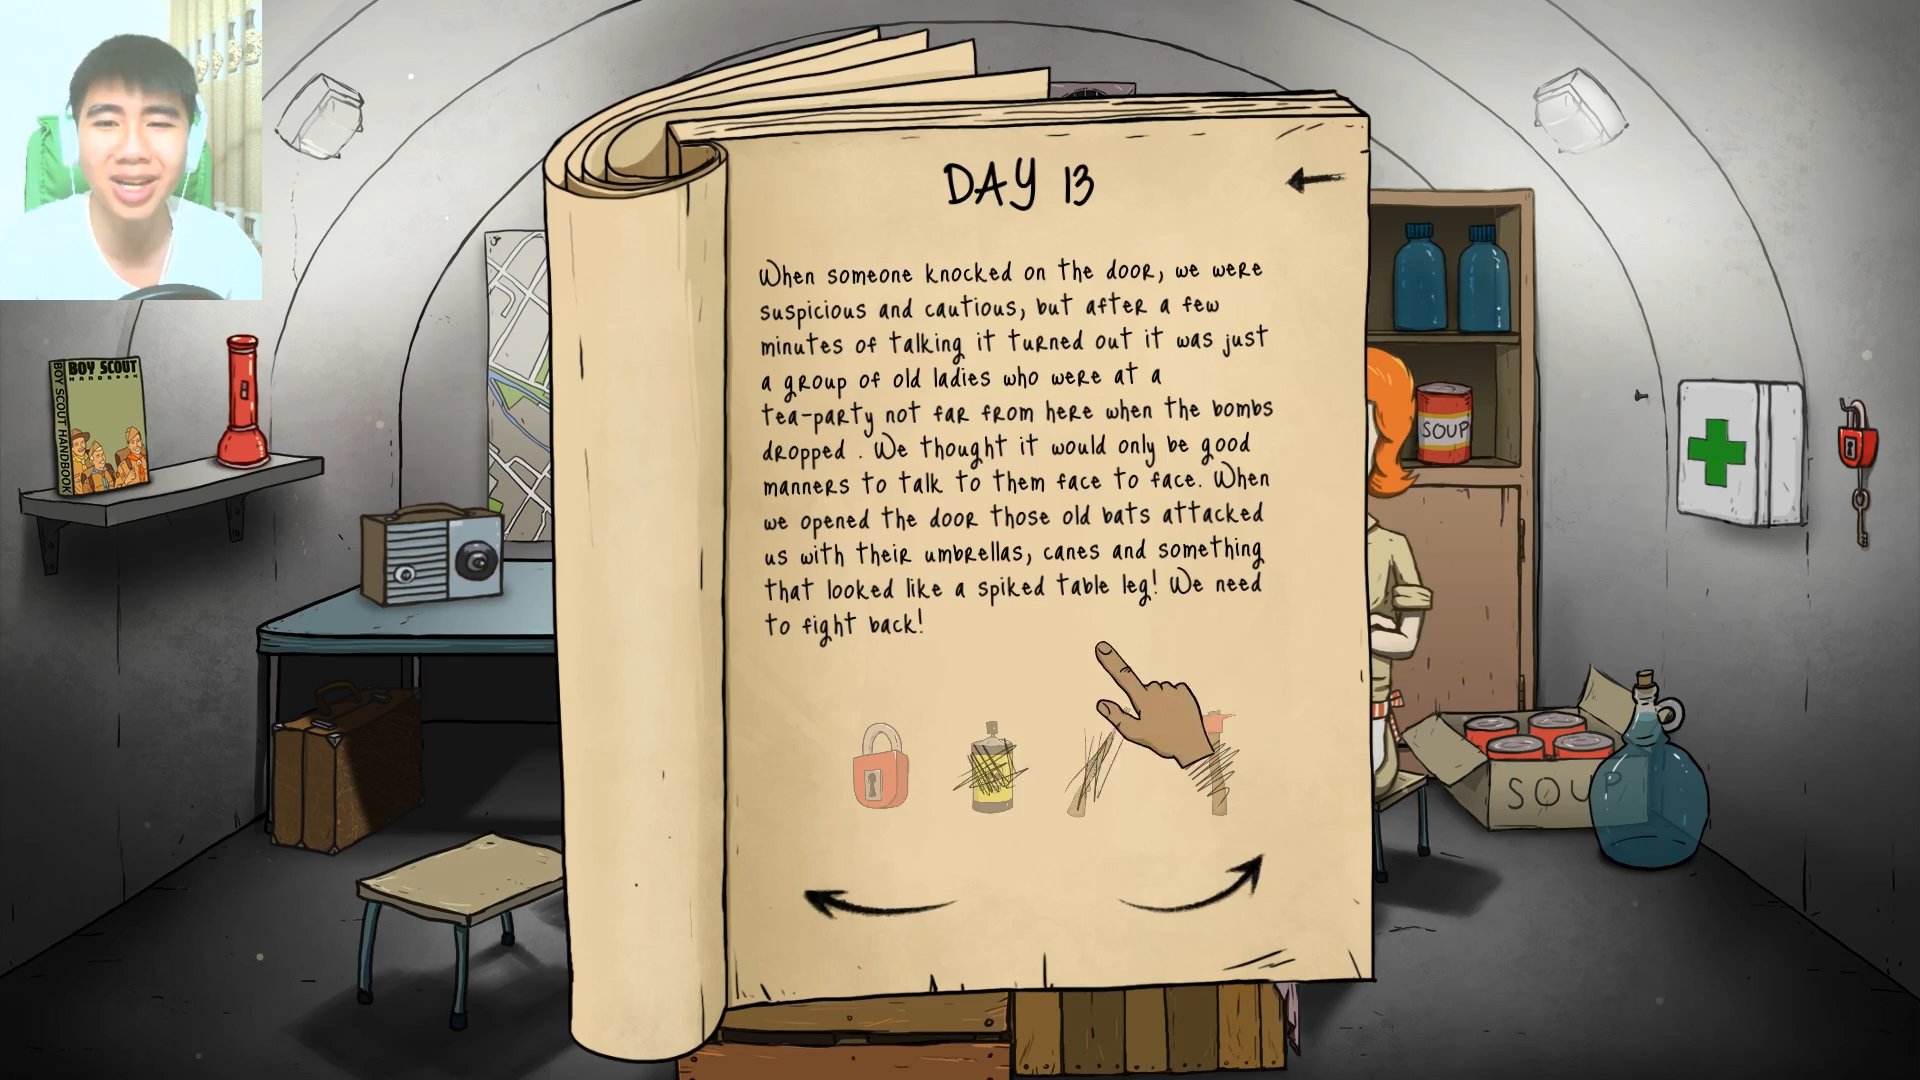 DAY 13
When someone knocked on the door, we were
suspicious and cautious, but after a few
minutes of talking it turned out it was just
a group of old ladies who were at a
tea-party not far from here when the bombs
dropped . We thought it would only be good
manners to talk to them face to face. When
we opened the door those old bats attacked
us with their umbrellas, canes and something
that looked like a spiked table leg! We need
to fight back!
BOY SCOUT
HANDBOOK
BOY SCOUT HANDBOOK
SOUP
SOU